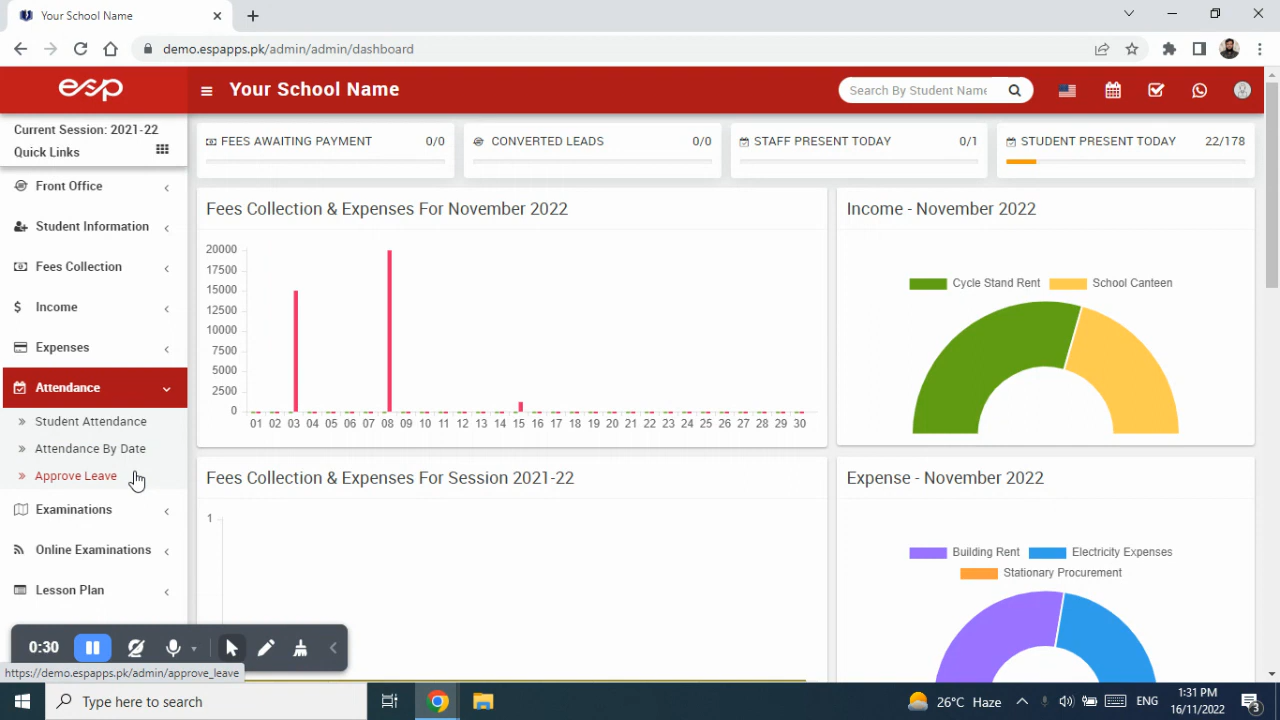 Your School Name
demo.espapps.pk/admin/admin/dashboard
esp
Your School Name
Search By Student Name
Current Session: 2021-22
Quick Links
FEES AWAITING PAYMENT 0/0
CONVERTED LEADS 0/0
STAFF PRESENT TODAY 0/1
STUDENT PRESENT TODAY 22/178
Front Office
Student Information
Fees Collection
$ Income
Expenses
Attendance
» Student Attendance
» Attendance By Date
» Approve Leave
Examinations
Online Examinations
Lesson Plan
Fees Collection & Expenses For November 2022
20000
17500
15000
12500
10000
7500
5000
2500
0
01 02 03 04 05 06 07 08 09 10 11 12 13 14 15 16 17 18 19 20 21 22 23 24 25 26 27 28 29 30
Income - November 2022
Cycle Stand Rent School Canteen
Fees Collection & Expenses For Session 2021-22
1
Expense - November 2022
Building Rent Electricity Expenses
Stationary Procurement
0:30
https://demo.espapps.pk/admin/approve_leave
Type here to search
26°C Haze
ENG
1:31 PM
16/11/2022
3